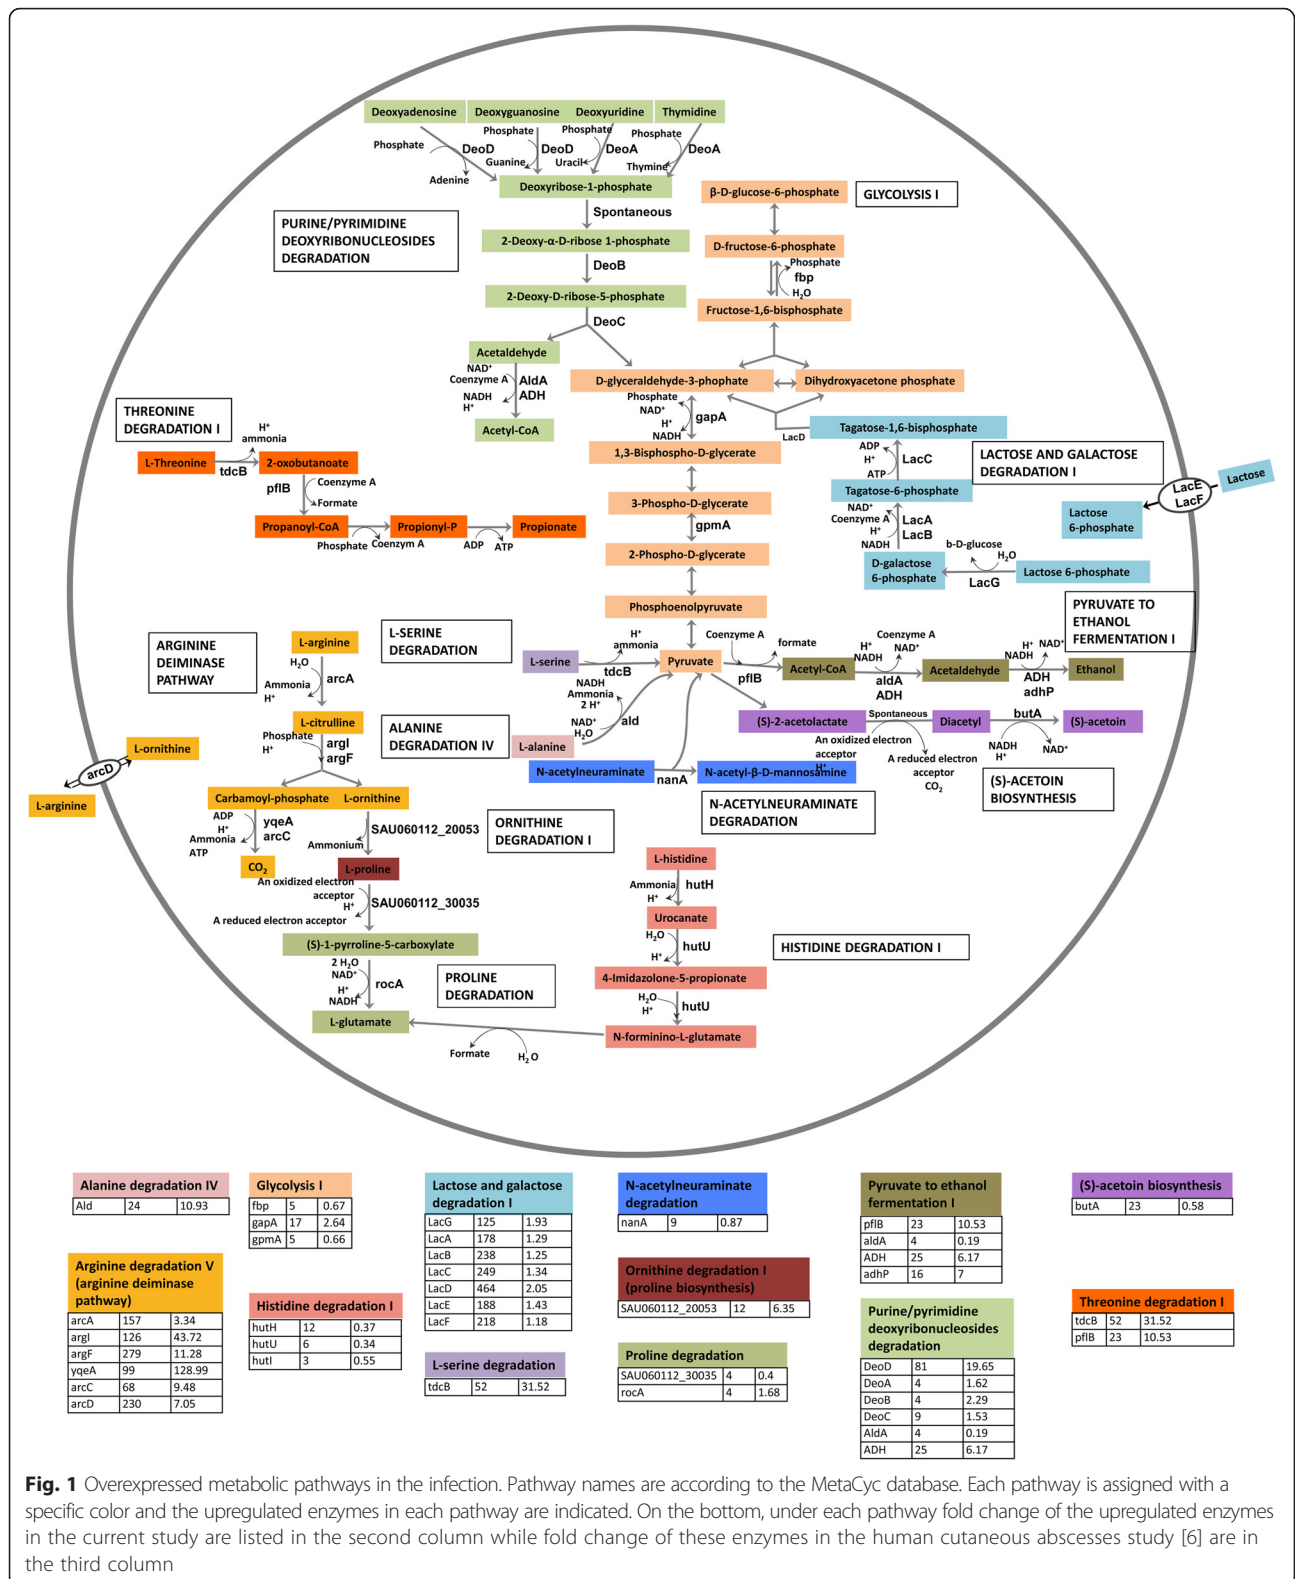 Deoxyadenosine
Deoxyguanosine
Deoxyuridine
Thymidine
Phosphate
DeoD
Adenine
Phosphate
DeoD
Guanine
Phosphate
DeoA
Uracil
Phosphate
DeoA
Thymine
Deoxyribose-1-phosphate
Spontaneous
PURINE/PYRIMIDINE
DEOXYRIBONUCLEOSIDES
DEGRADATION
2-Deoxy-α-D-ribose 1-phosphate
DeoB
2-Deoxy-D-ribose-5-phosphate
DeoC
Acetaldehyde
NAD⁺
Coenzyme A
AldA
ADH
NADH
H⁺
Acetyl-CoA
β-D-glucose-6-phosphate
GLYCOLYSIS I
D-fructose-6-phosphate
Phosphate
fbp
H₂O
Fructose-1,6-bisphosphate
D-glyceraldehyde-3-phophate
Dihydroxyacetone phosphate
Phosphate
NAD⁺
gapA
H⁺
NADH
LacD
Tagatose-1,6-bisphosphate
LACTOSE AND GALACTOSE
DEGRADATION I
ADP
H⁺
LacC
ATP
Tagatose-6-phosphate
NAD⁺
Coenzyme A
LacA
H⁺
LacB
NADH
D-galactose
6-phosphate
b-D-glucose
H₂O
LacG
Lactose 6-phosphate
Lactose
6-phosphate
LacE
LacF
Lactose
THREONINE
DEGRADATION I
H⁺
ammonia
L-Threonine
tdcB
2-oxobutanoate
pflB
Coenzyme A
Formate
Propanoyl-CoA
Phosphate
Coenzym A
Propionyl-P
ADP
ATP
Propionate
1,3-Bisphospho-D-glycerate
3-Phospho-D-glycerate
gpmA
2-Phospho-D-glycerate
Phosphoenolpyruvate
Pyruvate
L-SERINE
DEGRADATION
L-serine
H⁺
ammonia
tdcB
NADH
Ammonia
2 H⁺
NAD⁺
H₂O
ald
ALANINE
DEGRADATION IV
L-alanine
N-acetylneuraminate
nanA
N-acetyl-β-D-mannosamine
N-ACETYLNEURAMINATE
DEGRADATION
Coenzyme A
formate
pflB
Acetyl-CoA
H⁺
NADH
Coenzyme A
NAD⁺
aldA
ADH
Acetaldehyde
H⁺
NADH
NAD⁺
ADH
adhP
Ethanol
PYRUVATE TO
ETHANOL
FERMENTATION I
(S)-2-acetolactate
Spontaneous
An oxidized electron
acceptor
H⁺
A reduced electron
acceptor
CO₂
Diacetyl
butA
NADH
H⁺
NAD⁺
(S)-acetoin
(S)-ACETOIN
BIOSYNTHESIS
ARGININE
DEIMINASE
PATHWAY
L-arginine
H₂O
arcA
Ammonia
H⁺
L-citrulline
Phosphate
H⁺
argI
argF
Carbamoyl-phosphate
L-ornithine
ADP
H⁺
Ammonia
ATP
yqeA
arcC
CO₂
L-ornithine
arcD
L-arginine
SAU060112_20053
Ammonium
ORNITHINE
DEGRADATION I
L-proline
An oxidized electron
acceptor
H⁺
SAU060112_30035
A reduced electron acceptor
(S)-1-pyrroline-5-carboxylate
2 H₂O
NAD⁺
H⁺
NADH
rocA
PROLINE
DEGRADATION
L-glutamate
Formate
H₂O
L-histidine
Ammonia
H⁺
hutH
Urocanate
H₂O
H⁺
hutU
HISTIDINE DEGRADATION I
4-Imidazolone-5-propionate
H₂O
H⁺
hutU
N-forminino-L-glutamate
Alanine degradation IV
Ald 24 10.93
Arginine degradation V
(arginine deiminase
pathway)
arcA 157 3.34
argI 126 43.72
argF 279 11.28
yqeA 99 128.99
arcC 68 9.48
arcD 230 7.05
Glycolysis I
fbp 5 0.67
gapA 17 2.64
gpmA 5 0.66
Histidine degradation I
hutH 12 0.37
hutU 6 0.34
hutI 3 0.55
Lactose and galactose
degradation I
LacG 125 1.93
LacA 178 1.29
LacB 238 1.25
LacC 249 1.34
LacD 464 2.05
LacE 188 1.43
LacF 218 1.18
L-serine degradation
tdcB 52 31.52
N-acetylneuraminate
degradation
nanA 9 0.87
Ornithine degradation I
(proline biosynthesis)
SAU060112_20053 12 6.35
Proline degradation
SAU060112_30035 4 0.4
rocA 4 1.68
Pyruvate to ethanol
fermentation I
pflB 23 10.53
aldA 4 0.19
ADH 25 6.17
adhP 16 7
Purine/pyrimidine
deoxyribonucleosides
degradation
DeoD 81 19.65
DeoA 4 1.62
DeoB 4 2.29
DeoC 9 1.53
AldA 4 0.19
ADH 25 6.17
(S)-acetoin biosynthesis
butA 23 0.58
Threonine degradation I
tdcB 52 31.52
pflB 23 10.53
Fig. 1 Overexpressed metabolic pathways in the infection. Pathway names are according to the MetaCyc database. Each pathway is assigned with a
specific color and the upregulated enzymes in each pathway are indicated. On the bottom, under each pathway fold change of the upregulated enzymes
in the current study are listed in the second column while fold change of these enzymes in the human cutaneous abscesses study [6] are in
the third column